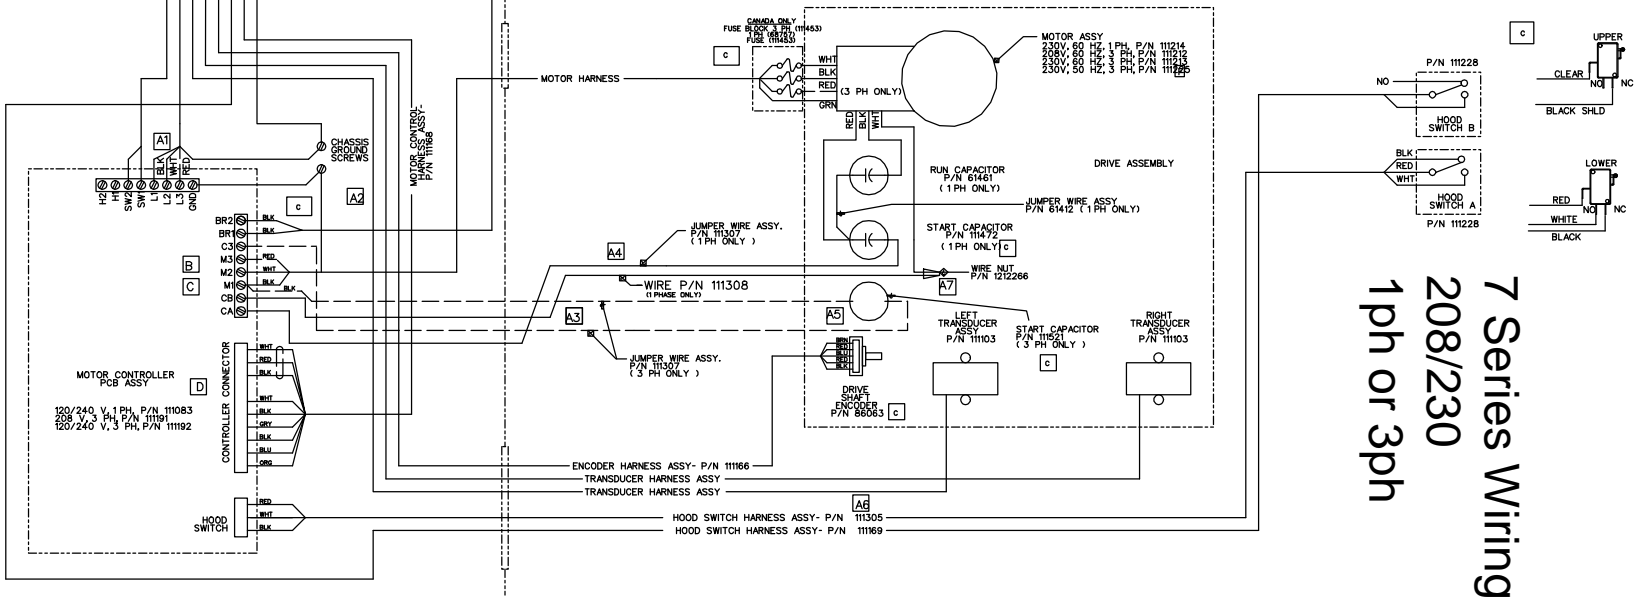 CANADA ONLY
FUSE BLOCK 3 PH (111453)
1 PH (68767)
FUSE (111453)
C
WHT
BLK
RED
GRN
(3 PH ONLY)
RED
BLK
WHT
MOTOR ASSY
230V, 60 HZ, 1 PH, P/N 111214
208V, 60 HZ, 3 PH, P/N 111212
230V, 60 HZ, 3 PH, P/N 111213
230V, 50 HZ, 3 PH, P/N
MOTOR HARNESS
MOTOR CONTROL
HARNESS ASSY-
P/N 111168
A1
BLK
WHT
RED
CHASSIS
GROUND
SCREWS
A2
H2
H1
SW2
SW1
L1
L2
L3
GND
C
BR2
BR1
C3
M3
M2
M1
CB
CA
BLK
BLK
RED
WHT
BLK
BLK
B
C
DRIVE ASSEMBLY
RUN CAPACITOR
P/N 61461
( 1 PH ONLY)
JUMPER WIRE ASSY.
P/N 61412 ( 1 PH ONLY)
START CAPACITOR
P/N 111472
( 1 PH ONLY)
C
JUMPER WIRE ASSY.
P/N 111307
( 1 PH ONLY )
A4
WIRE P/N 111308
(1 PHASE ONLY)
WIRE NUT
P/N 1212266
A7
A3
A5
JUMPER WIRE ASSY.
P/N 111307
( 3 PH ONLY )
START CAPACITOR
P/N 111521
( 3 PH ONLY )
C
LEFT
TRANSDUCER
ASSY
P/N 111103
RIGHT
TRANSDUCER
ASSY
P/N 111103
BRN
RED
BLU
RED
BLK
DRIVE
SHAFT
ENCODER
P/N 86063
C
MOTOR CONTROLLER
PCB ASSY
D
120/240 V, 1 PH, P/N 111083
208 V, 3 PH, P/N 111191
120/240 V, 3 PH, P/N 111192
CONTROLLER CONNECTOR
WHT
RED
BLK
WHT
BLK
GRY
BLK
BLU
ORG
HOOD
SWITCH
RED
WHT
BLK
ENCODER HARNESS ASSY- P/N 111166
TRANSDUCER HARNESS ASSY
TRANSDUCER HARNESS ASSY
A6
HOOD SWITCH HARNESS ASSY- P/N 111305
HOOD SWITCH HARNESS ASSY- P/N 111169
P/N 111228
NO
HOOD
SWITCH B
BLK
RED
WHT
HOOD
SWITCH A
P/N 111228
C
UPPER
CLEAR
NO
NC
BLACK SHLD
LOWER
RED
NO
NC
WHITE
BLACK
7 Series Wiring
208/230
1ph or 3ph